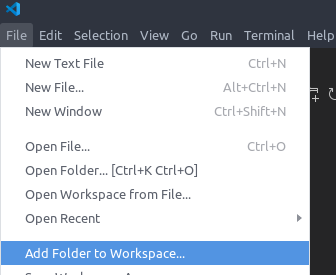 File Edit Selection View Go Run Terminal Help
New Text File Ctrl+N
New File... Alt+Ctrl+N
New Window Ctrl+Shift+N
Open File... Ctrl+O
Open Folder... [Ctrl+K Ctrl+O]
Open Workspace from File...
Open Recent
Add Folder to Workspace...